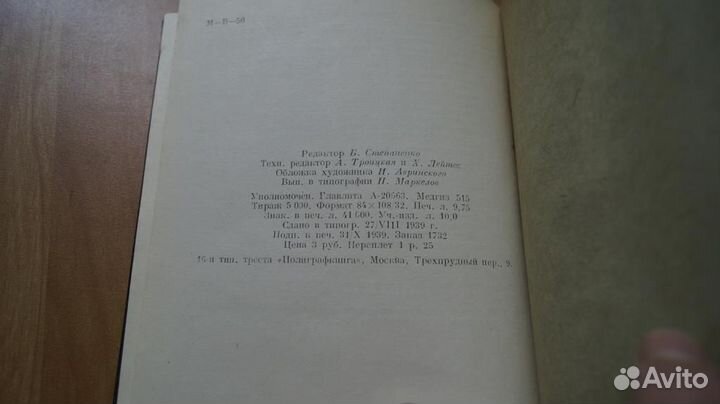 М—В—50
Редактор Б. Степаненко
Техн. редактор А. Троицкая и Х. Лейтес
Обложка художника И. Авринского
Вып. в типографии П. Маркелов
Уполномочен. Главлита А-20663. Медгиз 515
Тираж 5 000. Формат 84×108 32. Печ. л. 9,75
Знак. в печ. л. 41 600. Уч.-изд. л. 10,0
Сдано в типогр. 27/VIII 1939 г.
Подп. к печ. 31 X 1939. Заказ 1732
Цена 3 руб. Переплет 1 р. 25
16-я тип. треста «Полиграфкнига», Москва, Трехпрудный пер., 9.
Avito